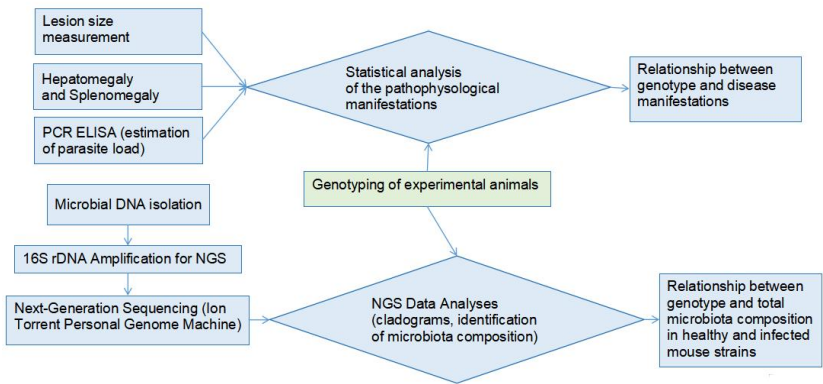 Lesion size
measurement
Hepatomegaly
and Splenomegaly
PCR ELISA (estimation
of parasite load)
Statistical analysis
of the pathophysological
manifestations
Relationship between
genotype and disease
manifestations
Genotyping of experimental animals
Microbial DNA isolation
16S rDNA Amplification for NGS
Next-Generation Sequencing (Ion
Torrent Personal Genome Machine)
NGS Data Analyses
(cladograms, identification
of microbiota composition)
Relationship between
genotype and total
microbiota composition
in healthy and infected
mouse strains